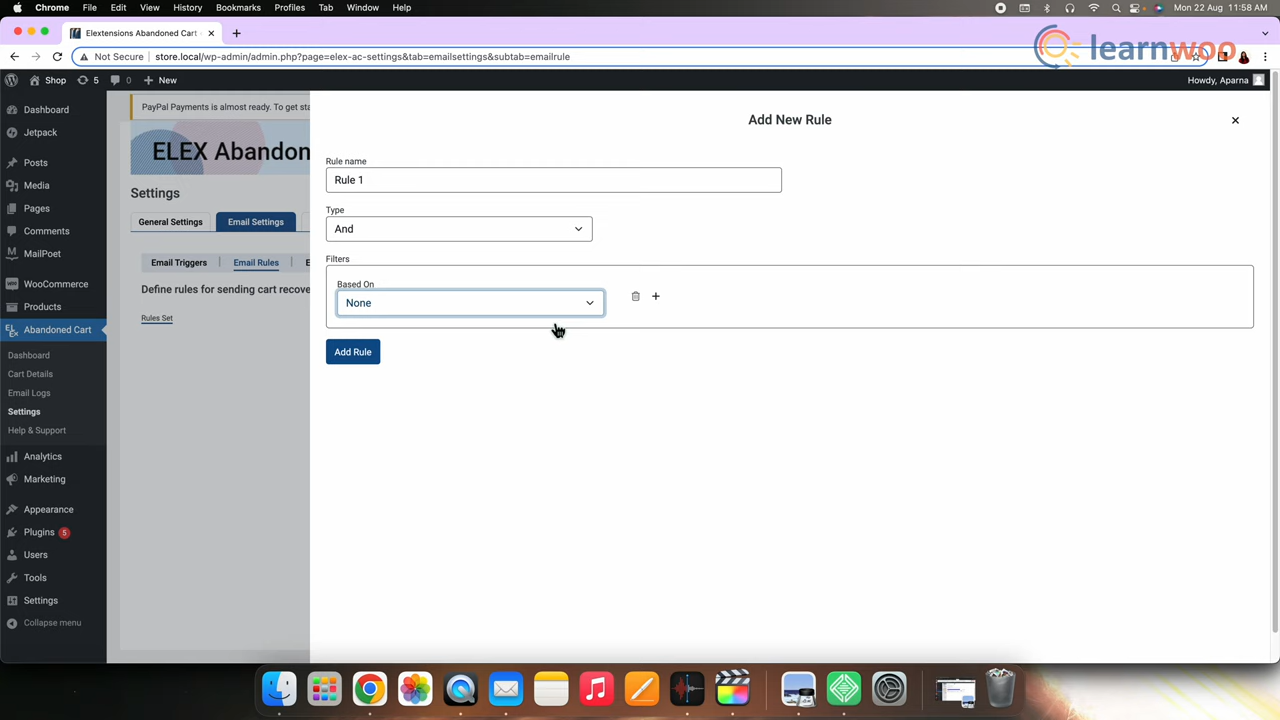 Chrome File Edit View History Bookmarks Profiles Tab Window Help Mon 22 Aug 11:58 AM
Elextensions Abandoned Cart -
Not Secure store.local/wp-admin/admin.php?page=elex-ac-settings&tab=emailsettings&subtab=emailrule
learnwoo
Shop 5 0 New Howdy, Aparna
Dashboard
Jetpack
Posts
Media
Pages
Comments
MailPoet
WooCommerce
Products
Abandoned Cart
Dashboard
Cart Details
Email Logs
Settings
Help & Support
Analytics
Marketing
Appearance
Plugins 5
Users
Tools
Settings
Collapse menu
PayPal Payments is almost ready. To get sta
ELEX Abandon
Settings
General Settings Email Settings
Email Triggers Email Rules E
Define rules for sending cart recove
Rules Set
Add New Rule
Rule name
Rule 1
Type
And
Filters
Based On
None
Add Rule